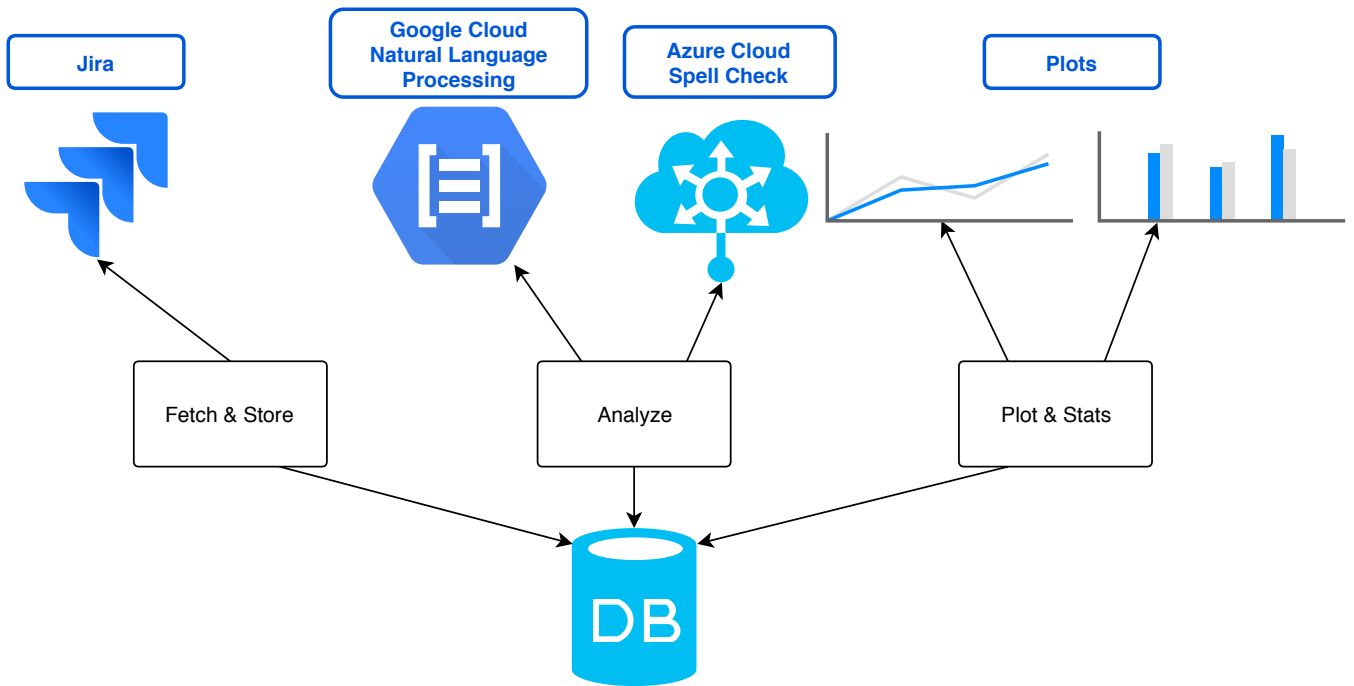 Jira
Google Cloud
Natural Language
Processing
Azure Cloud
Spell Check
Plots
Fetch & Store
Analyze
Plot & Stats
DB